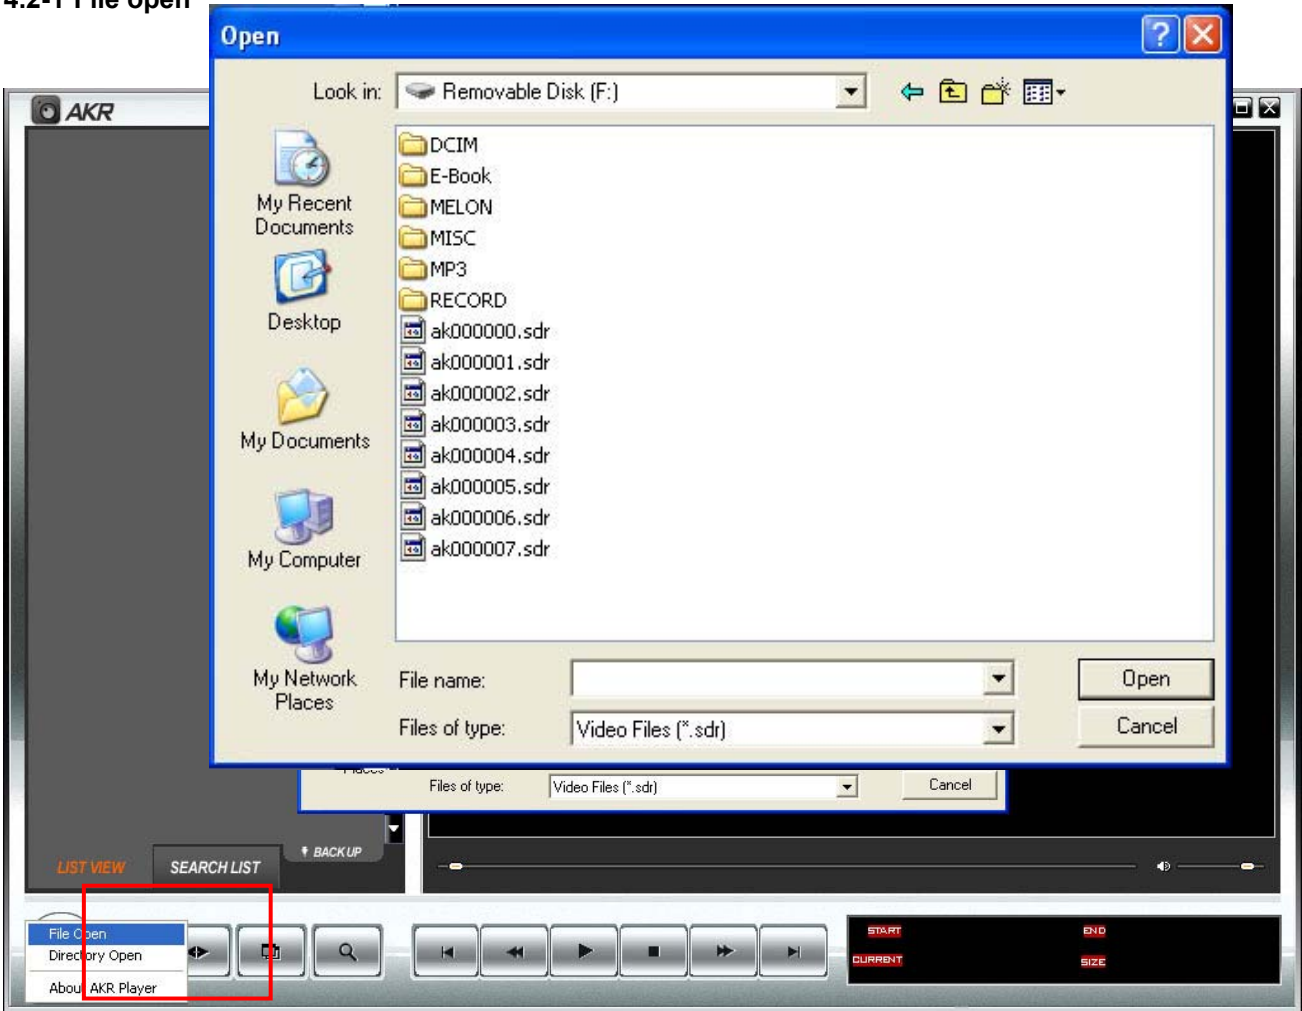 4.2-1 File open
Open
Look in:
Removable Disk (F:)
AKR
My Recent
Documents
Desktop
My Documents
My Computer
My Network
Places
DCIM
E-Book
MELON
MISC
MP3
RECORD
ak000000.sdr
ak000001.sdr
ak000002.sdr
ak000003.sdr
ak000004.sdr
ak000005.sdr
ak000006.sdr
ak000007.sdr
File name:
Open
Files of type:
Video Files (*.sdr)
Cancel
Places
Files of type:
Video Files (*.sdr)
Cancel
LIST VIEW
SEARCH LIST
BACKUP
File Open
Directory Open
About AKR Player
START
END
CURRENT
SIZE